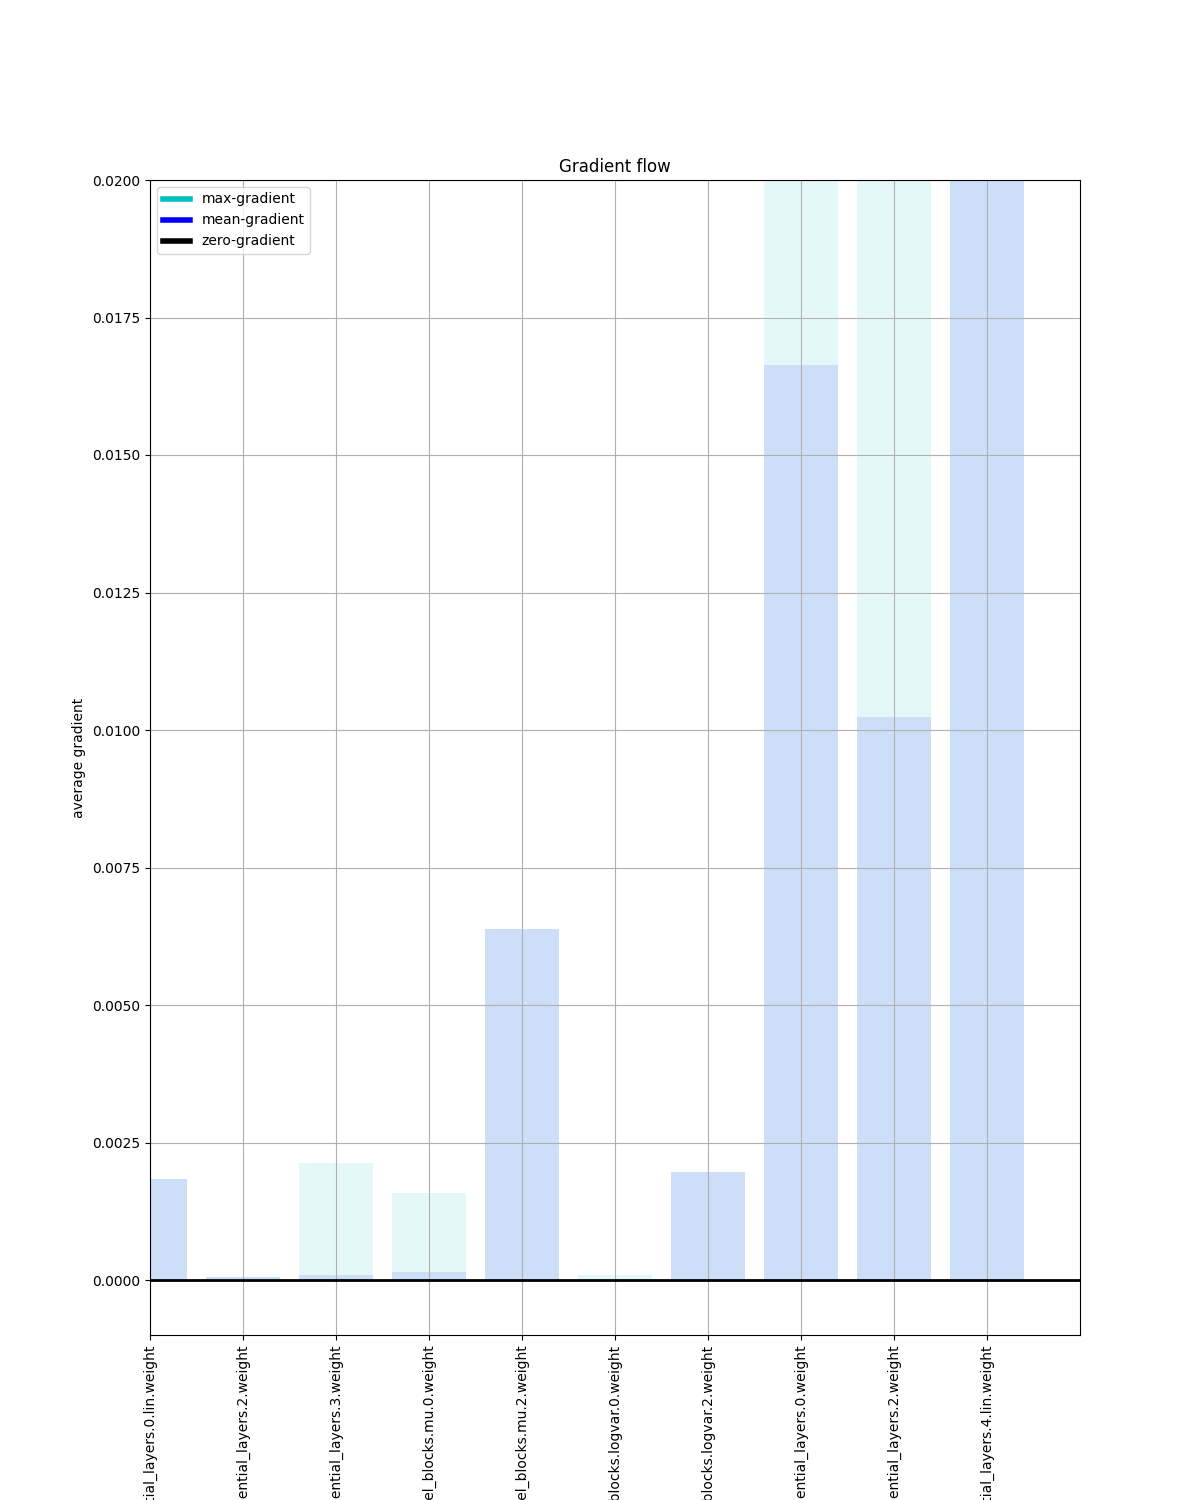 Gradient flow
max-gradient
mean-gradient
zero-gradient
0.0200
0.0175
0.0150
0.0125
0.0100
0.0075
0.0050
0.0025
0.0000
average gradient
tial_layers.0.lin.weight
ential_layers.2.weight
ential_layers.3.weight
el_blocks.mu.0.weight
el_blocks.mu.2.weight
blocks.logvar.0.weight
blocks.logvar.2.weight
ential_layers.0.weight
ential_layers.2.weight
tial_layers.4.lin.weight